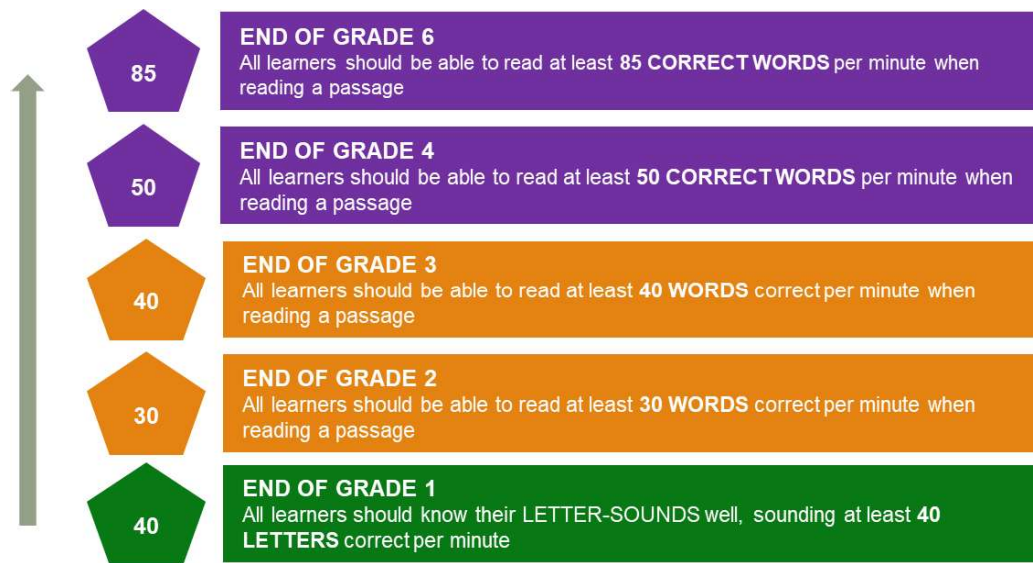 85
END OF GRADE 6
All learners should be able to read at least 85 CORRECT WORDS per minute when
reading a passage
50
END OF GRADE 4
All learners should be able to read at least 50 CORRECT WORDS per minute when
reading a passage
40
END OF GRADE 3
All learners should be able to read at least 40 WORDS correct per minute when
reading a passage
30
END OF GRADE 2
All learners should be able to read at least 30 WORDS correct per minute when
reading a passage
40
END OF GRADE 1
All learners should know their LETTER-SOUNDS well, sounding at least 40
LETTERS correct per minute